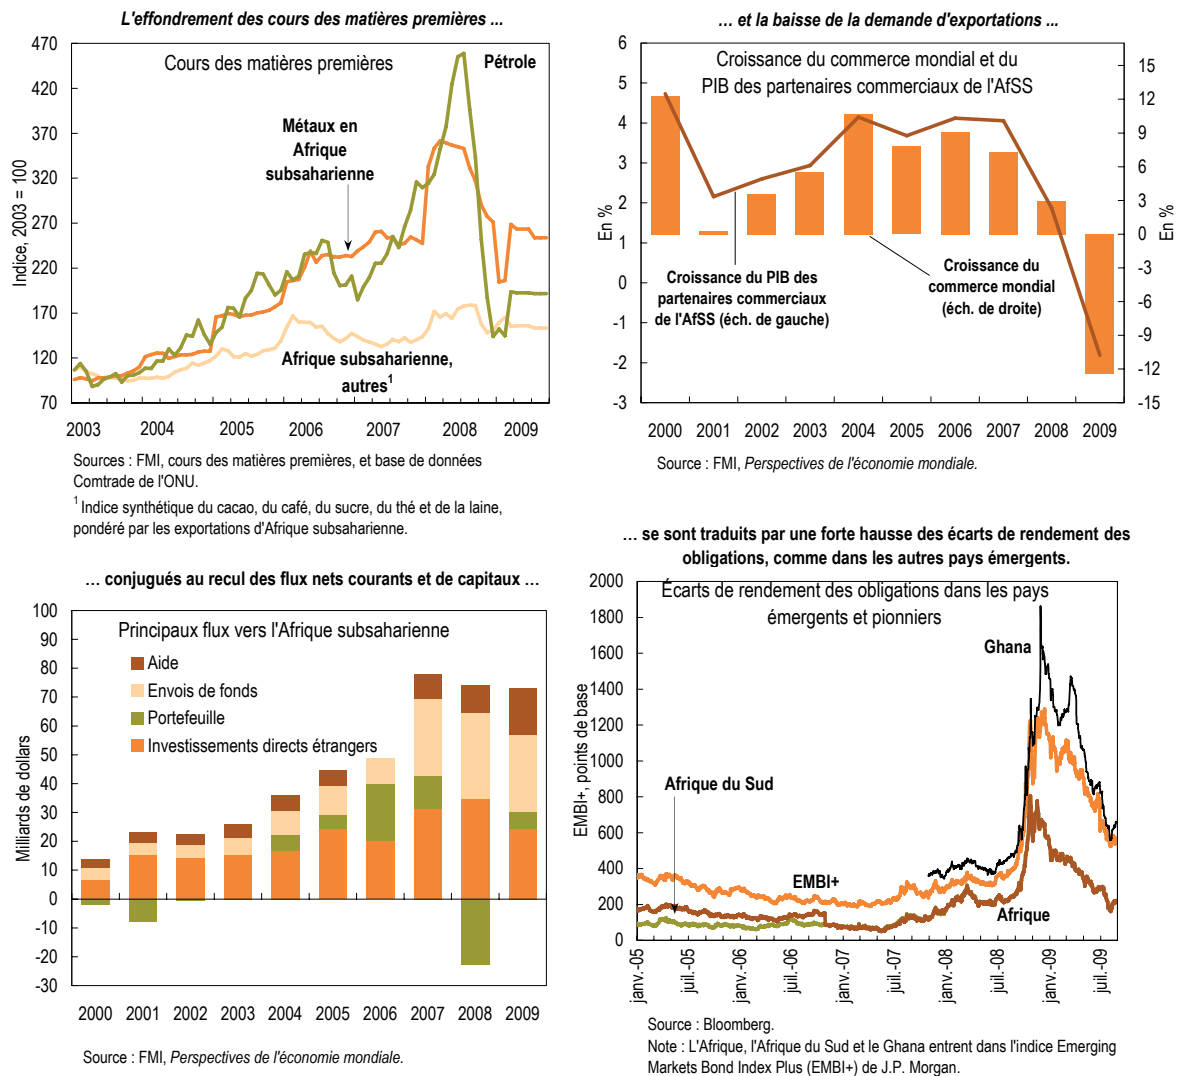 L'effondrement des cours des matières premières ...
470
420
370
320
270
220
170
120
70
Indice, 2003 = 100
Cours des matières premières
Pétrole
Métaux en
Afrique
subsaharienne
Afrique subsaharienne,
autres1
2003 2004 2005 2006 2007 2008 2009
Sources : FMI, cours des matières premières, et base de données
Comtrade de l'ONU.
1 Indice synthétique du cacao, du café, du sucre, du thé et de la laine,
pondéré par les exportations d'Afrique subsaharienne.
… et la baisse de la demande d'exportations ...
6
5
4
3
2
1
0
-1
-2
-3
En %
Croissance du commerce mondial et du
PIB des partenaires commerciaux de l'AfSS
Croissance du PIB des
partenaires commerciaux
de l'AfSS (éch. de gauche)
Croissance du
commerce mondial
(éch. de droite)
15
12
9
6
3
0
-3
-6
-9
-12
-15
En %
2000 2001 2002 2003 2004 2005 2006 2007 2008 2009
Source : FMI, Perspectives de l'économie mondiale.
… conjugués au recul des flux nets courants et de capitaux …
100
90
80
70
60
50
40
30
20
10
0
-10
-20
-30
Milliards de dollars
Principaux flux vers l'Afrique subsaharienne
Aide
Envois de fonds
Portefeuille
Investissements directs étrangers
2000 2001 2002 2003 2004 2005 2006 2007 2008 2009
Source : FMI, Perspectives de l'économie mondiale.
… se sont traduits par une forte hausse des écarts de rendement des
obligations, comme dans les autres pays émergents.
2000
1800
1600
1400
1200
1000
800
600
400
200
0
EMBI+, points de base
Écarts de rendement des obligations dans les pays
émergents et pionniers
Ghana
Afrique du Sud
EMBI+
Afrique
janv.-05
juil.-05
janv.-06
juil.-06
janv.-07
juil.-07
janv.-08
juil.-08
janv.-09
juil.-09
Source : Bloomberg.
Note : L'Afrique, l'Afrique du Sud et le Ghana entrent dans l'indice Emerging
Markets Bond Index Plus (EMBI+) de J.P. Morgan.